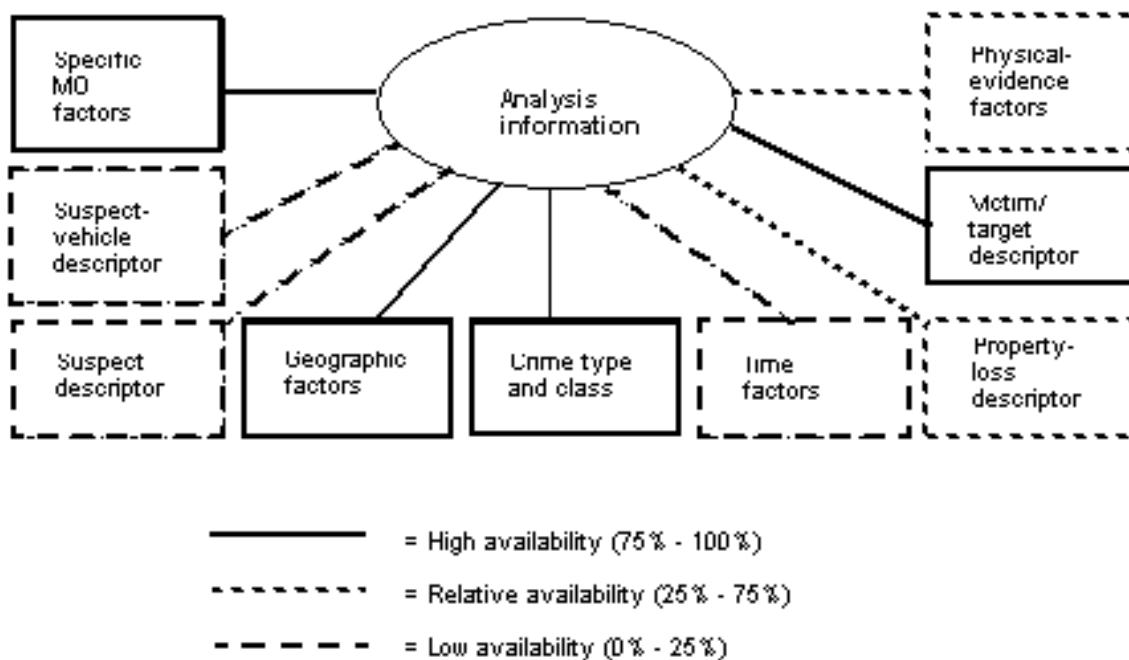 Specific
MO
factors
Analysis
information
Physical-
evidence
factors
Suspect-
vehicle
descriptor
Victim/
target
descriptor
Suspect
descriptor
Geographic
factors
Crime type
and class
Time
factors
Property-
loss
descriptor
= High availability (75% - 100%)
= Relative availability (25% - 75%)
= Low availability (0% - 25%)